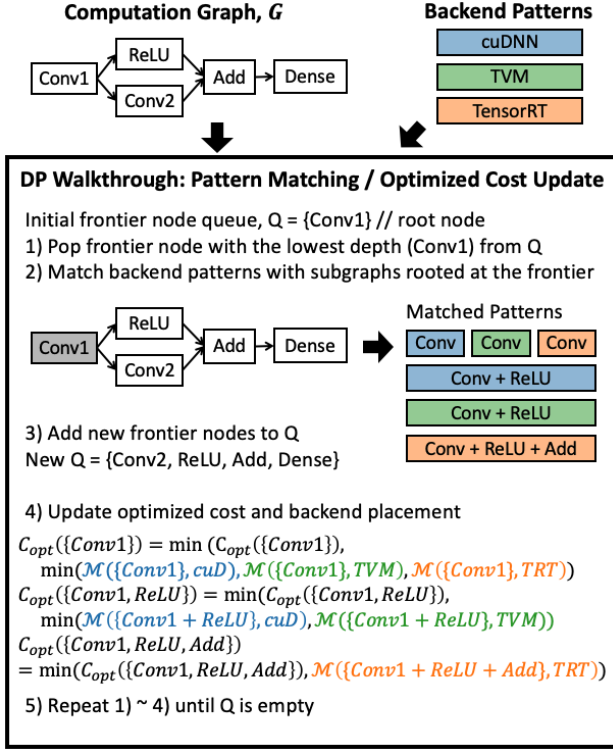 Computation Graph, G
Backend Patterns
Conv1
ReLU
Conv2
Add
Dense
cuDNN
TVM
TensorRT
DP Walkthrough: Pattern Matching / Optimized Cost Update
Initial frontier node queue, Q = {Conv1} // root node
1) Pop frontier node with the lowest depth (Conv1) from Q
2) Match backend patterns with subgraphs rooted at the frontier
Conv1
ReLU
Conv2
Add
Dense
Matched Patterns
Conv Conv Conv
Conv + ReLU
Conv + ReLU
Conv + ReLU + Add
3) Add new frontier nodes to Q
New Q = {Conv2, ReLU, Add, Dense}
4) Update optimized cost and backend placement
C_opt({Conv1}) = min (C_opt({Conv1}),
min(ℳ({Conv1}, cuD), ℳ({Conv1}, TVM), ℳ({Conv1}, TRT))
C_opt({Conv1, ReLU}) = min(C_opt({Conv1, ReLU}),
min(ℳ({Conv1 + ReLU}, cuD), ℳ({Conv1 + ReLU}, TVM))
C_opt({Conv1, ReLU, Add})
= min(C_opt({Conv1, ReLU, Add}), ℳ({Conv1 + ReLU + Add}, TRT))
5) Repeat 1) ~ 4) until Q is empty